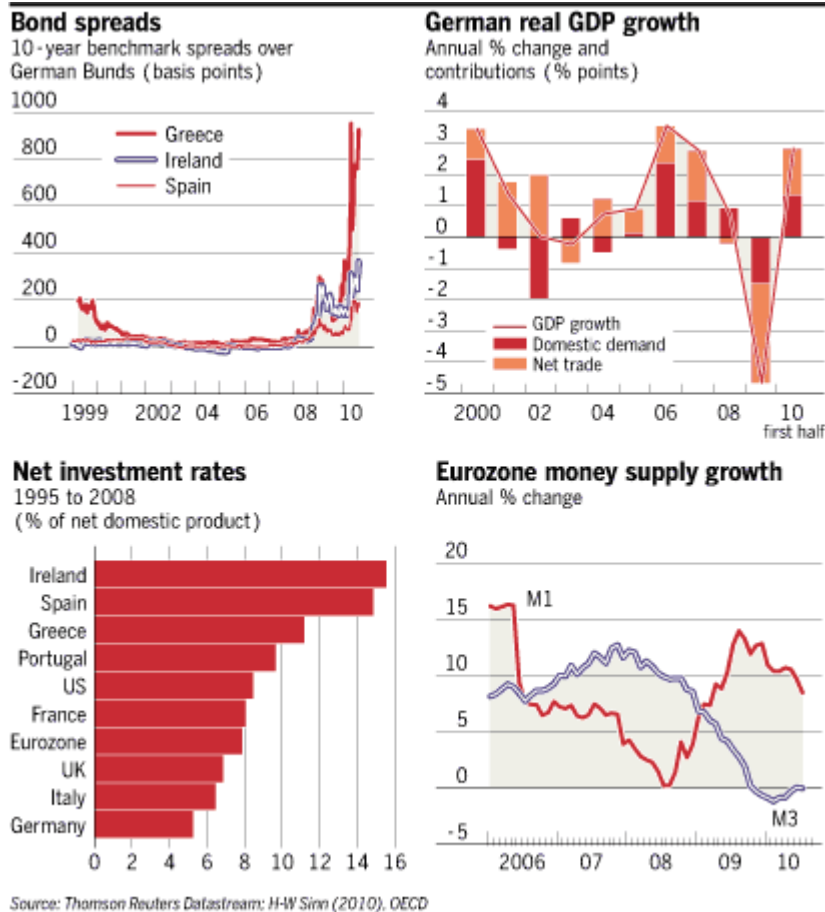 Bond spreads
10-year benchmark spreads over
German Bunds (basis points)
1000
800
600
400
200
0
-200
Greece
Ireland
Spain
1999 2002 04 06 08 10
German real GDP growth
Annual % change and
contributions (% points)
4
3
2
1
0
-1
-2
-3
-4
-5
GDP growth
Domestic demand
Net trade
2000 02 04 06 08 10
first half
Net investment rates
1995 to 2008
(% of net domestic product)
Ireland
Spain
Greece
Portugal
US
France
Eurozone
UK
Italy
Germany
0 2 4 6 8 10 12 14 16
Eurozone money supply growth
Annual % change
20
15
10
5
0
-5
M1
M3
2006 07 08 09 10
Source: Thomson Reuters Datastream; H-W Sinn (2010), OECD